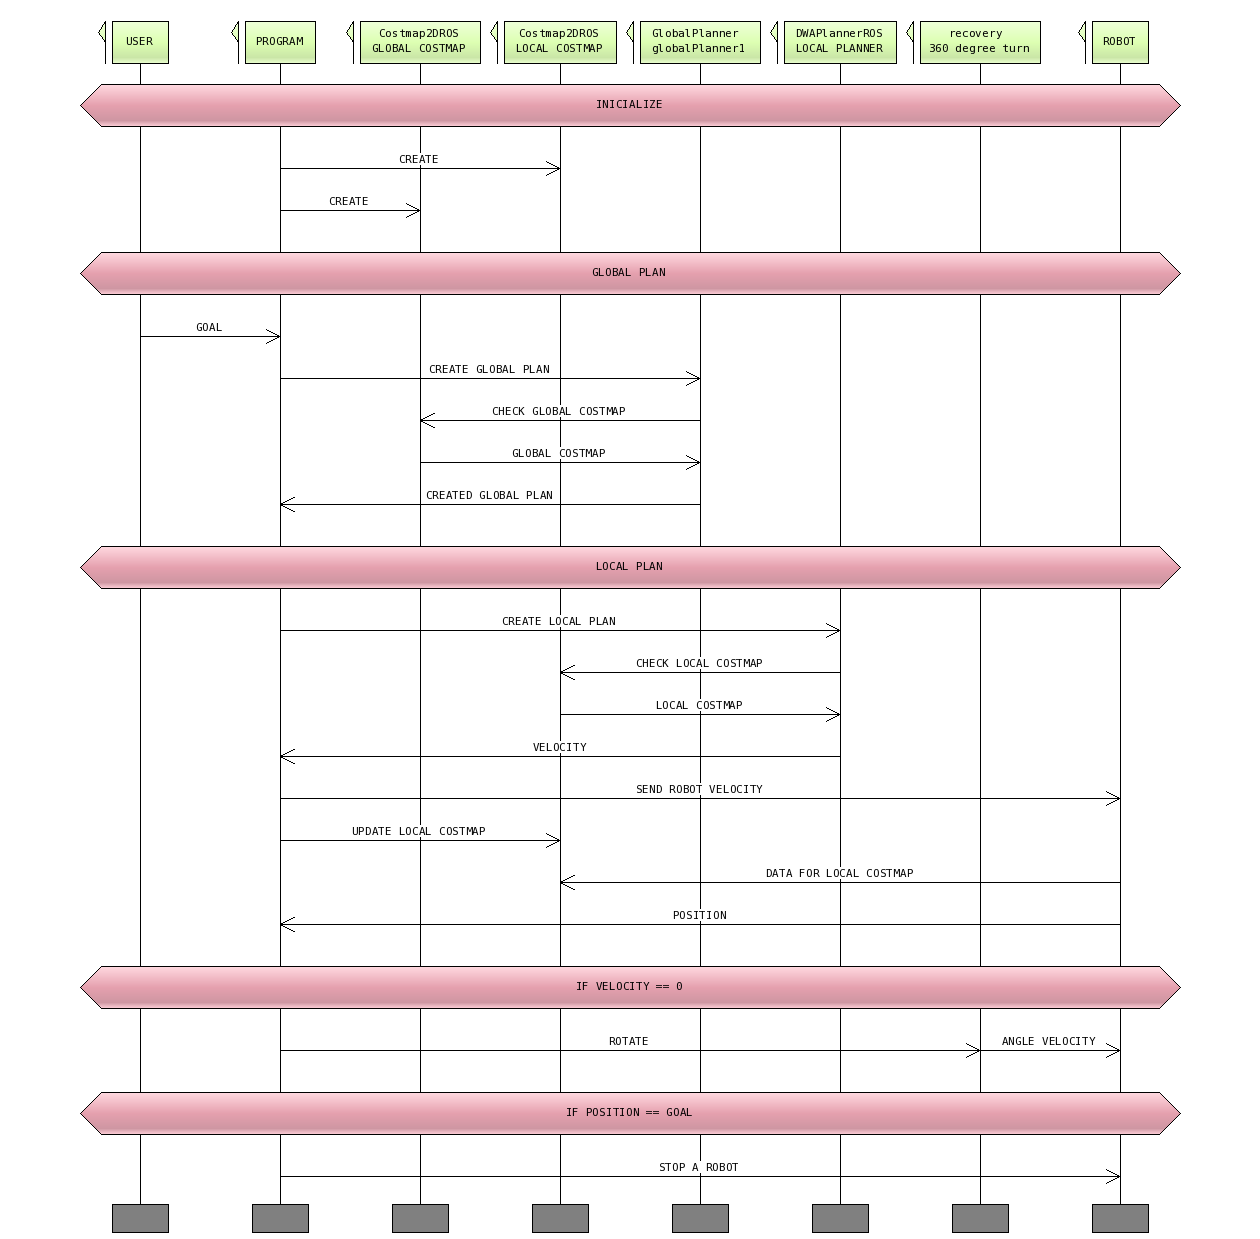 USER
PROGRAM
Costmap2DROS
GLOBAL COSTMAP
Costmap2DROS
LOCAL COSTMAP
GlobalPlanner
globalPlanner1
DWAPlannerROS
LOCAL PLANNER
recovery
360 degree turn
ROBOT
INICIALIZE
CREATE
CREATE
GLOBAL PLAN
GOAL
CREATE GLOBAL PLAN
CHECK GLOBAL COSTMAP
GLOBAL COSTMAP
CREATED GLOBAL PLAN
LOCAL PLAN
CREATE LOCAL PLAN
CHECK LOCAL COSTMAP
LOCAL COSTMAP
VELOCITY
SEND ROBOT VELOCITY
UPDATE LOCAL COSTMAP
DATA FOR LOCAL COSTMAP
POSITION
IF VELOCITY == 0
ROTATE
ANGLE VELOCITY
IF POSITION == GOAL
STOP A ROBOT